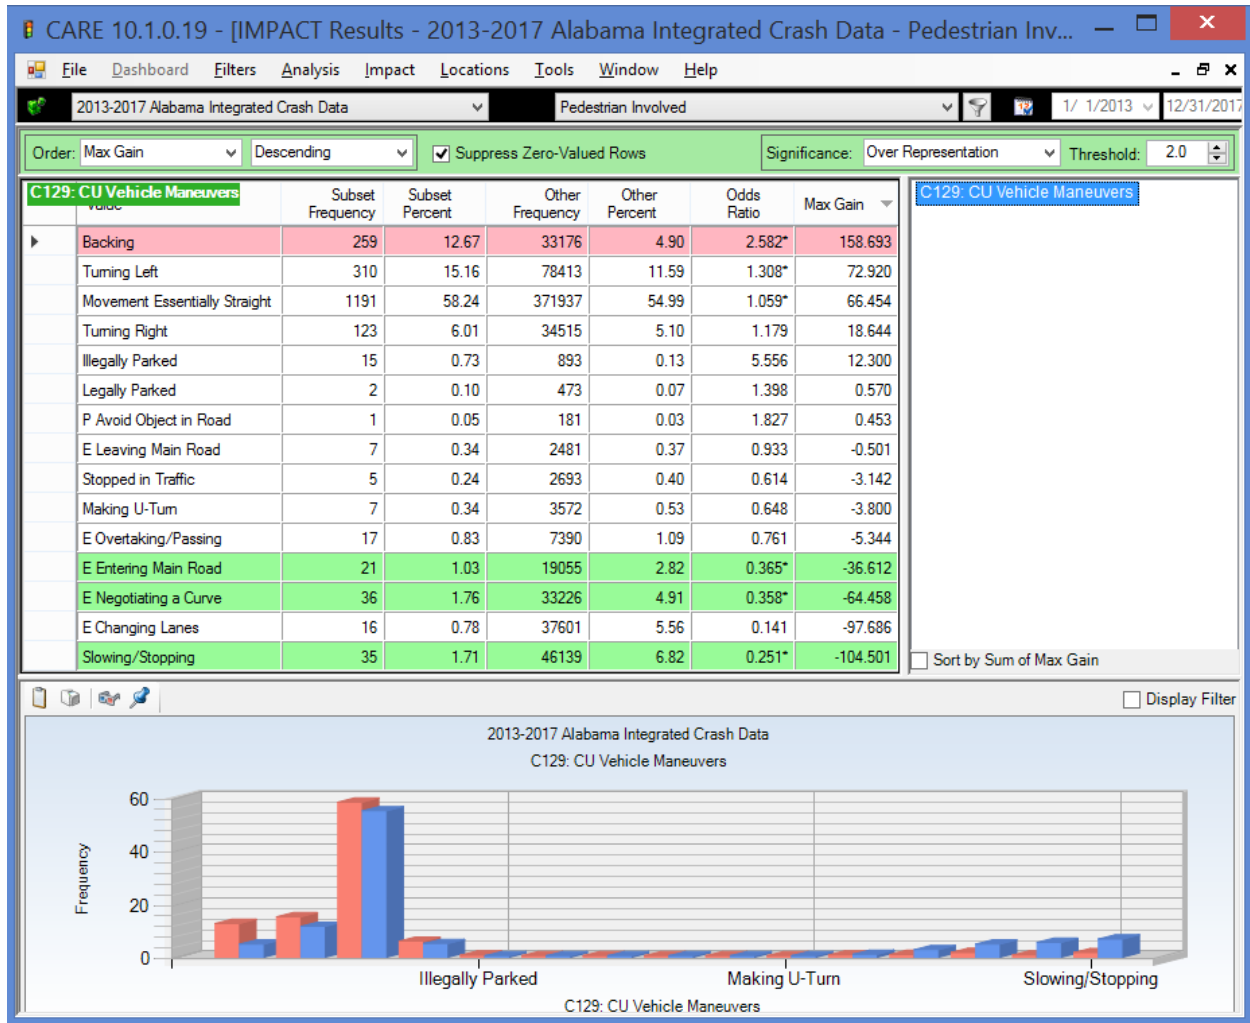 CARE 10.1.0.19 - [IMPACT Results - 2013-2017 Alabama Integrated Crash Data - Pedestrian Inv...
File Dashboard Filters Analysis Impact Locations Tools Window Help
2013-2017 Alabama Integrated Crash Data Pedestrian Involved 1/ 1/2013 12/31/2017
Order: Max Gain Descending Suppress Zero-Valued Rows Significance: Over Representation Threshold: 2.0
C129: CU Vehicle Maneuvers Subset Frequency Subset Percent Other Frequency Other Percent Odds Ratio Max Gain C129: CU Vehicle Maneuvers
Backing 259 12.67 33176 4.90 2.582* 158.693
Turning Left 310 15.16 78413 11.59 1.308* 72.920
Movement Essentially Straight 1191 58.24 371937 54.99 1.059* 66.454
Turning Right 123 6.01 34515 5.10 1.179 18.644
Illegally Parked 15 0.73 893 0.13 5.556 12.300
Legally Parked 2 0.10 473 0.07 1.398 0.570
P Avoid Object in Road 1 0.05 181 0.03 1.827 0.453
E Leaving Main Road 7 0.34 2481 0.37 0.933 -0.501
Stopped in Traffic 5 0.24 2693 0.40 0.614 -3.142
Making U-Turn 7 0.34 3572 0.53 0.648 -3.800
E Overtaking/Passing 17 0.83 7390 1.09 0.761 -5.344
E Entering Main Road 21 1.03 19055 2.82 0.365* -36.612
E Negotiating a Curve 36 1.76 33226 4.91 0.358* -64.458
E Changing Lanes 16 0.78 37601 5.56 0.141 -97.686
Slowing/Stopping 35 1.71 46139 6.82 0.251* -104.501
Sort by Sum of Max Gain
Display Filter
2013-2017 Alabama Integrated Crash Data
C129: CU Vehicle Maneuvers
60
40
20
0
Frequency
Illegally Parked Making U-Turn Slowing/Stopping
C129: CU Vehicle Maneuvers